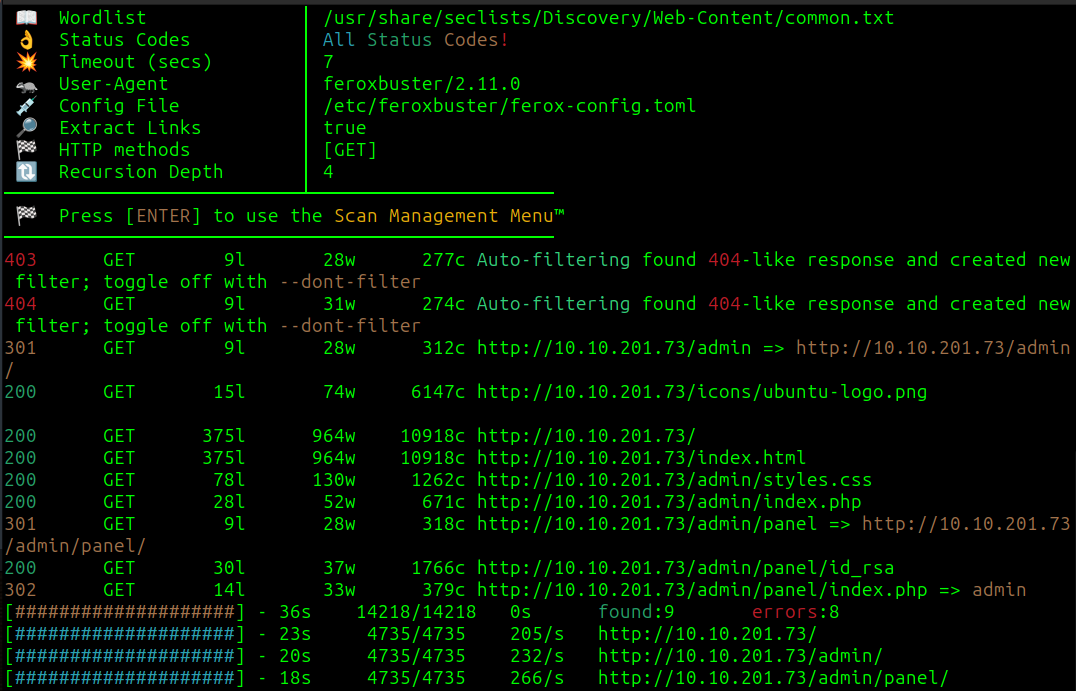 Wordlist /usr/share/seclists/Discovery/Web-Content/common.txt
Status Codes All Status Codes!
Timeout (secs) 7
User-Agent feroxbuster/2.11.0
Config File /etc/feroxbuster/ferox-config.toml
Extract Links true
HTTP methods [GET]
Recursion Depth 4
Press [ENTER] to use the Scan Management Menu™
403 GET 9l 28w 277c Auto-filtering found 404-like response and created new
filter; toggle off with --dont-filter
404 GET 9l 31w 274c Auto-filtering found 404-like response and created new
filter; toggle off with --dont-filter
301 GET 9l 28w 312c http://10.10.201.73/admin => http://10.10.201.73/admin
/
200 GET 15l 74w 6147c http://10.10.201.73/icons/ubuntu-logo.png
200 GET 375l 964w 10918c http://10.10.201.73/
200 GET 375l 964w 10918c http://10.10.201.73/index.html
200 GET 78l 130w 1262c http://10.10.201.73/admin/styles.css
200 GET 28l 52w 671c http://10.10.201.73/admin/index.php
301 GET 9l 28w 318c http://10.10.201.73/admin/panel => http://10.10.201.73
/admin/panel/
200 GET 30l 37w 1766c http://10.10.201.73/admin/panel/id_rsa
302 GET 14l 33w 379c http://10.10.201.73/admin/panel/index.php => admin
[####################] - 36s 14218/14218 0s found:9 errors:8
[####################] - 23s 4735/4735 205/s http://10.10.201.73/
[####################] - 20s 4735/4735 232/s http://10.10.201.73/admin/
[####################] - 18s 4735/4735 266/s http://10.10.201.73/admin/panel/